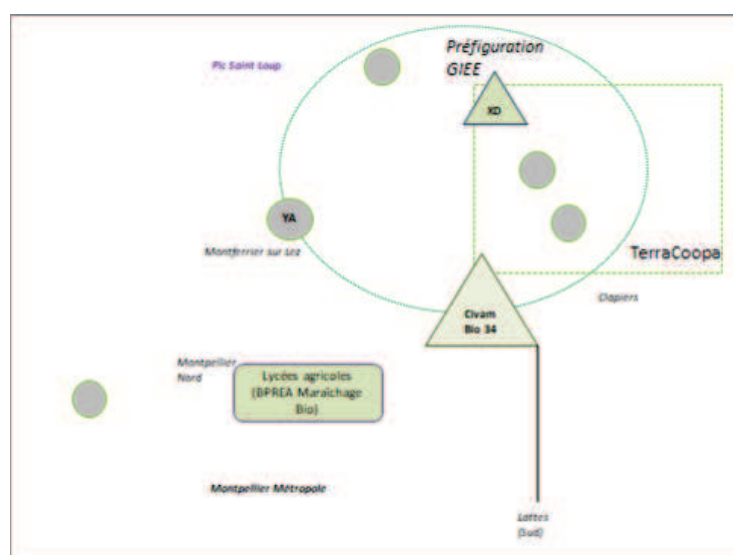 Préfiguration
GIEE
Pic Saint Loup
XD
YA
TerraCoopa
Montferrier sur Lez
Clapiers
Civam
Bio 34
Montpellier
Nord
Lycées agricoles
(BPREA Maraîchage
Bio)
Montpellier Métropole
Lattes
(Sud)